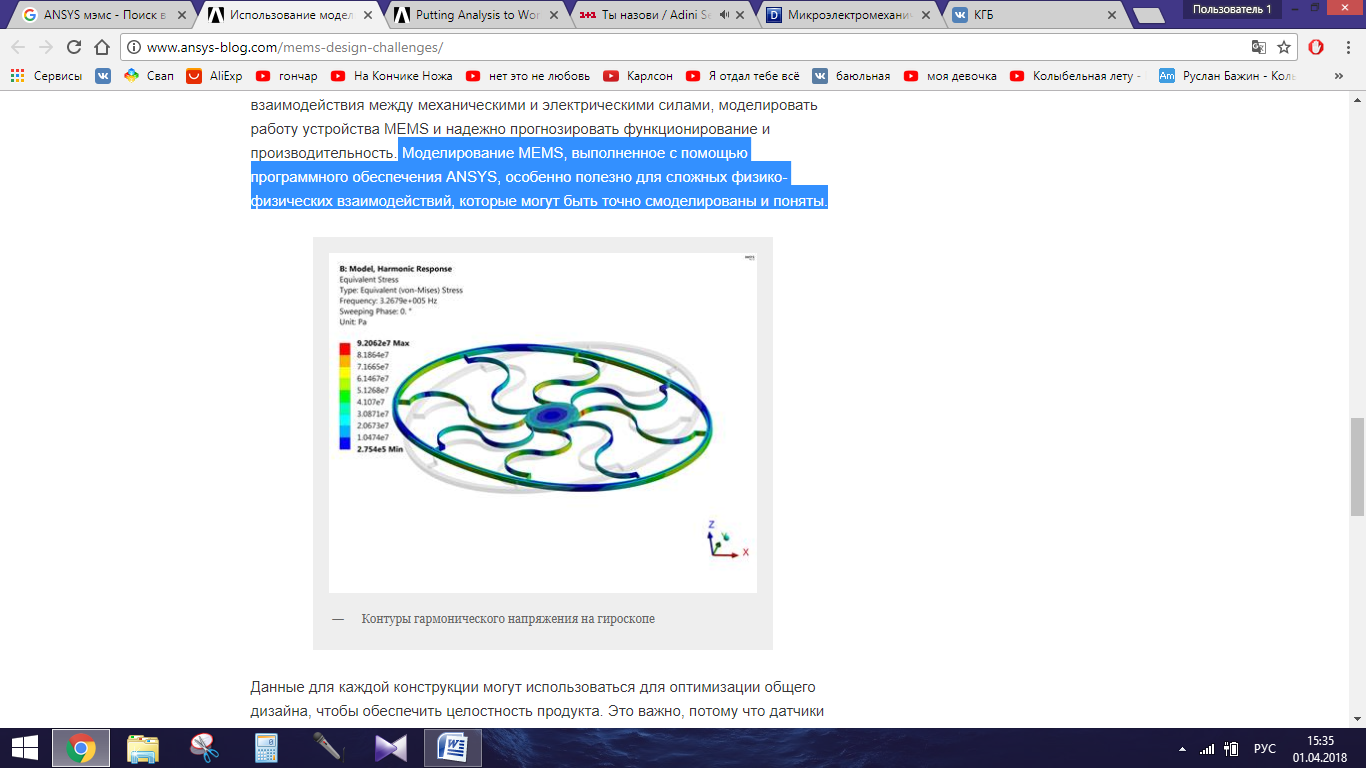 ANSYS мэмс - Поиск в
Использование модел
Putting Analysis to Wor
Ты назови / Adini Se
Микроэлектромеханич
КГБ
Пользователь 1
www.ansys-blog.com/mems-design-challenges/
Сервисы
Свап
AliExp
гончар
На Кончике Ножа
нет это не любовь
Карлсон
Я отдал тебе всё
баюльная
моя девочка
Колыбельная лету -
Am
Руслан Бажин - Коль
взаимодействия между механическими и электрическими силами, моделировать
работу устройства MEMS и надежно прогнозировать функционирование и
производительность. Моделирование MEMS, выполненное с помощью
программного обеспечения ANSYS, особенно полезно для сложных физико-
физических взаимодействий, которые могут быть точно смоделированы и поняты.
B: Model, Harmonic Response
Equivalent Stress
Type: Equivalent (von-Mises) Stress
Frequency: 3.2679e+005 Hz
Sweeping Phase: 0. °
Unit: Pa
9.2062e7 Max
8.1864e7
7.1665e7
6.1467e7
5.1268e7
4.107e7
3.0871e7
2.0673e7
1.0474e7
2.754e5 Min
Z
Y
X
— Контуры гармонического напряжения на гироскопе
Данные для каждой конструкции могут использоваться для оптимизации общего
дизайна, чтобы обеспечить целостность продукта. Это важно, потому что датчики
РУС
15:35
01.04.2018